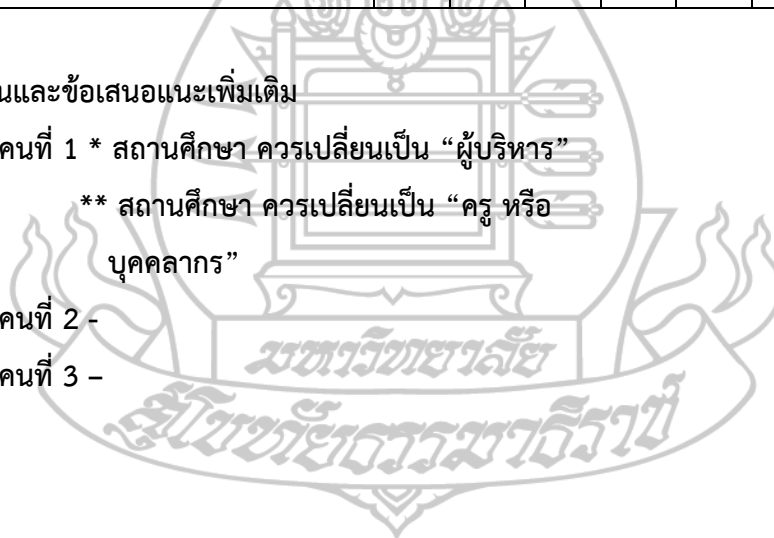 นและข้อเสนอแนะเพิ่มเติม
คนที่ 1 * สถานศึกษา ควรเปลี่ยนเป็น “ผู้บริหาร”
** สถานศึกษา ควรเปลี่ยนเป็น “ครู หรือ
บุคคลากร”
คนที่ 2 -
คนที่ 3 –
มหาวิทยาลัย
สุโขทัยธรรมาธิราช